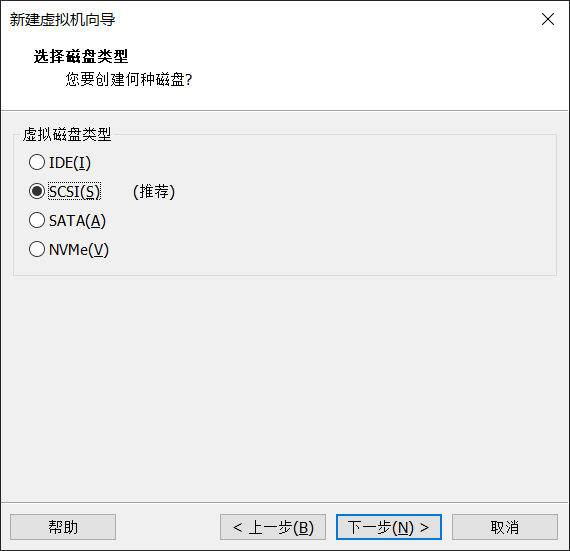 新建虚拟机向导
选择磁盘类型
您要创建何种磁盘?
虚拟磁盘类型
IDE(I)
SCSI(S) (推荐)
SATA(A)
NVMe(V)
帮助 < 上一步(B) 下一步(N) > 取消